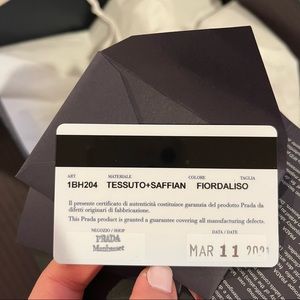 ART. MATERIALE COLORE TAGLIA
1BH204 TESSUTO+SAFFIAN FIORDALISO
Il presente certificato di autenticità costituisce garanzia del prodotto Prada da
difetti originari di fabbricazione.
This Prada product is granted a guarantee covering all manufacturing defects.
NEGOZIO / SHOP DATA / DATE
PRADA
Manhasset
MAR 11 2021